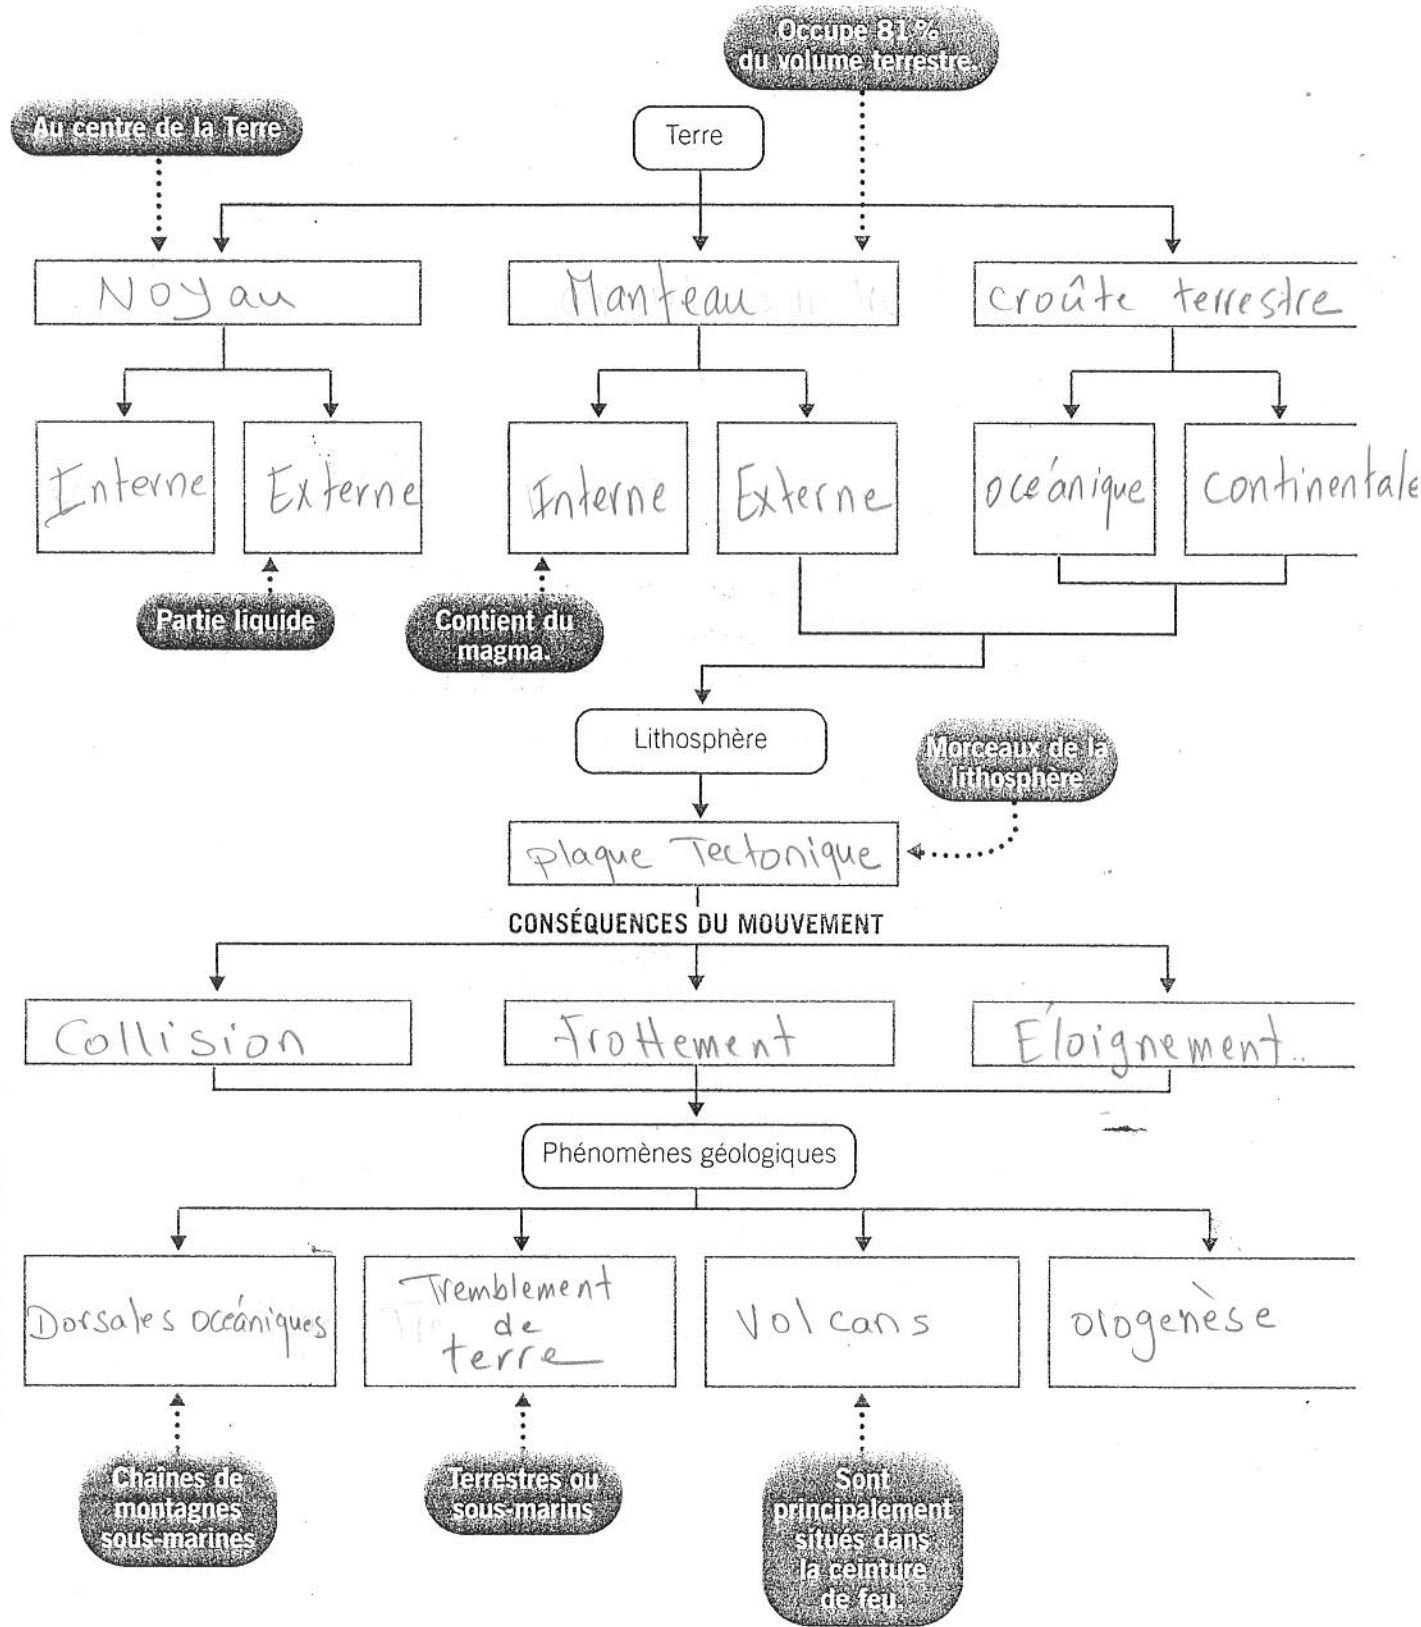 Occupe 81%
du volume terrestre.
Au centre de la Terre
Terre
Noyau
Manteau
croûte terrestre
Interne
Externe
Interne
Externe
océanique
continentale
Partie liquide
Contient du
magma.
Lithosphère
Morceaux de la
lithosphère
plaque Tectonique
CONSÉQUENCES DU MOUVEMENT
Collision
Frottement
Éloignement
Phénomènes géologiques
Dorsales océaniques
Tremblement
de
terre
Volcans
orogenèse
Chaînes de
montagnes
sous-marines
Terrestres ou
sous-marins
Sont
principalement
situés dans
la ceinture
de feu.